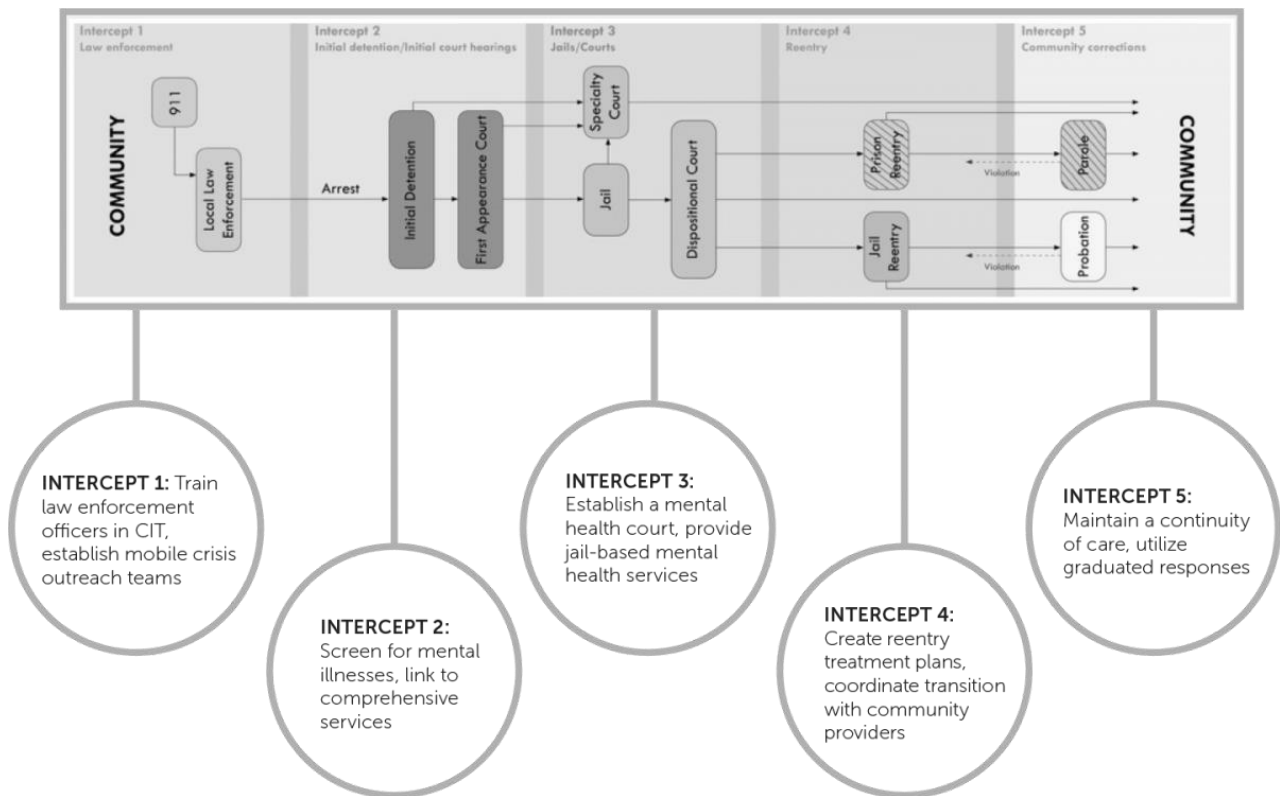 Intercept 1
Law enforcement
Intercept 2
Initial detention/Initial court hearings
Intercept 3
Jails/Courts
Intercept 4
Reentry
Intercept 5
Community corrections
COMMUNITY
911
Local Law
Enforcement
Arrest
Initial Detention
First Appearance Court
Specialty
Court
Jail
Dispositional Court
Prison
Reentry
Jail
Reentry
Violation
Violation
Parole
Probation
COMMUNITY
INTERCEPT 1: Train
law enforcement
officers in CIT,
establish mobile crisis
outreach teams
INTERCEPT 2:
Screen for mental
illnesses, link to
comprehensive
services
INTERCEPT 3:
Establish a mental
health court, provide
jail-based mental
health services
INTERCEPT 4:
Create reentry
treatment plans,
coordinate transition
with community
providers
INTERCEPT 5:
Maintain a continuity
of care, utilize
graduated responses